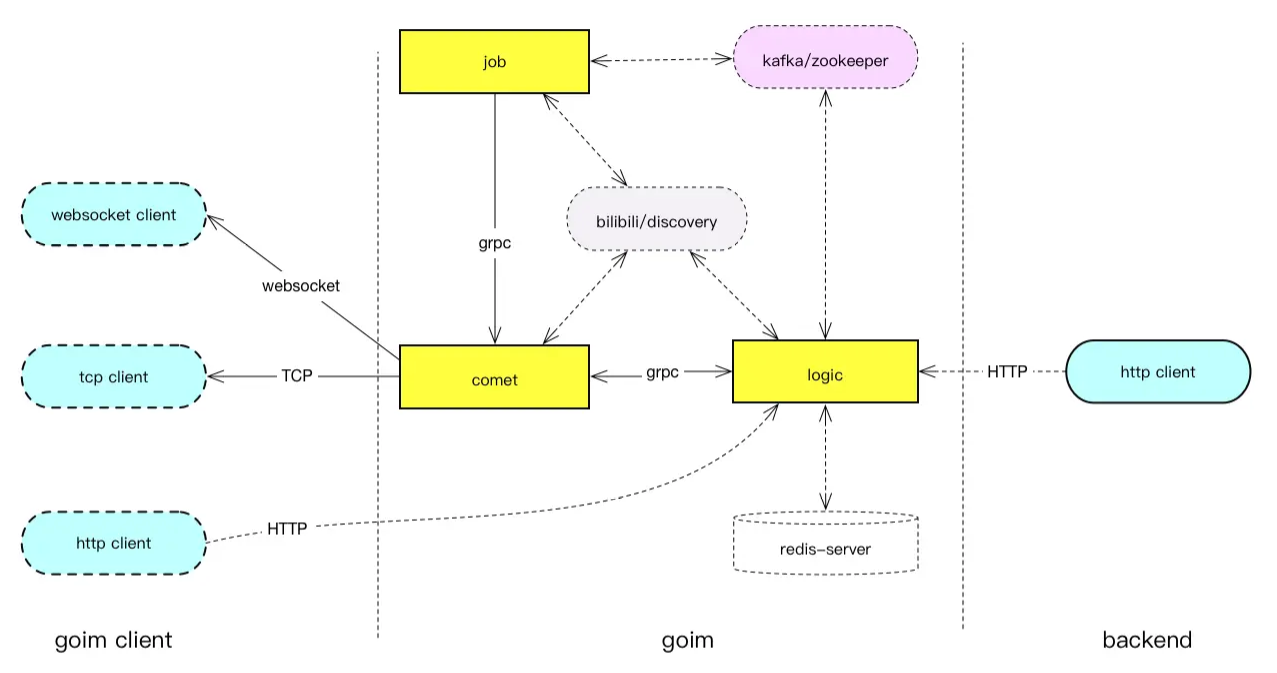 job
kafka/zookeeper
websocket client
bilibili/discovery
grpc
websocket
tcp client
TCP
comet
grpc
logic
HTTP
http client
http client
HTTP
redis-server
goim client
goim
backend